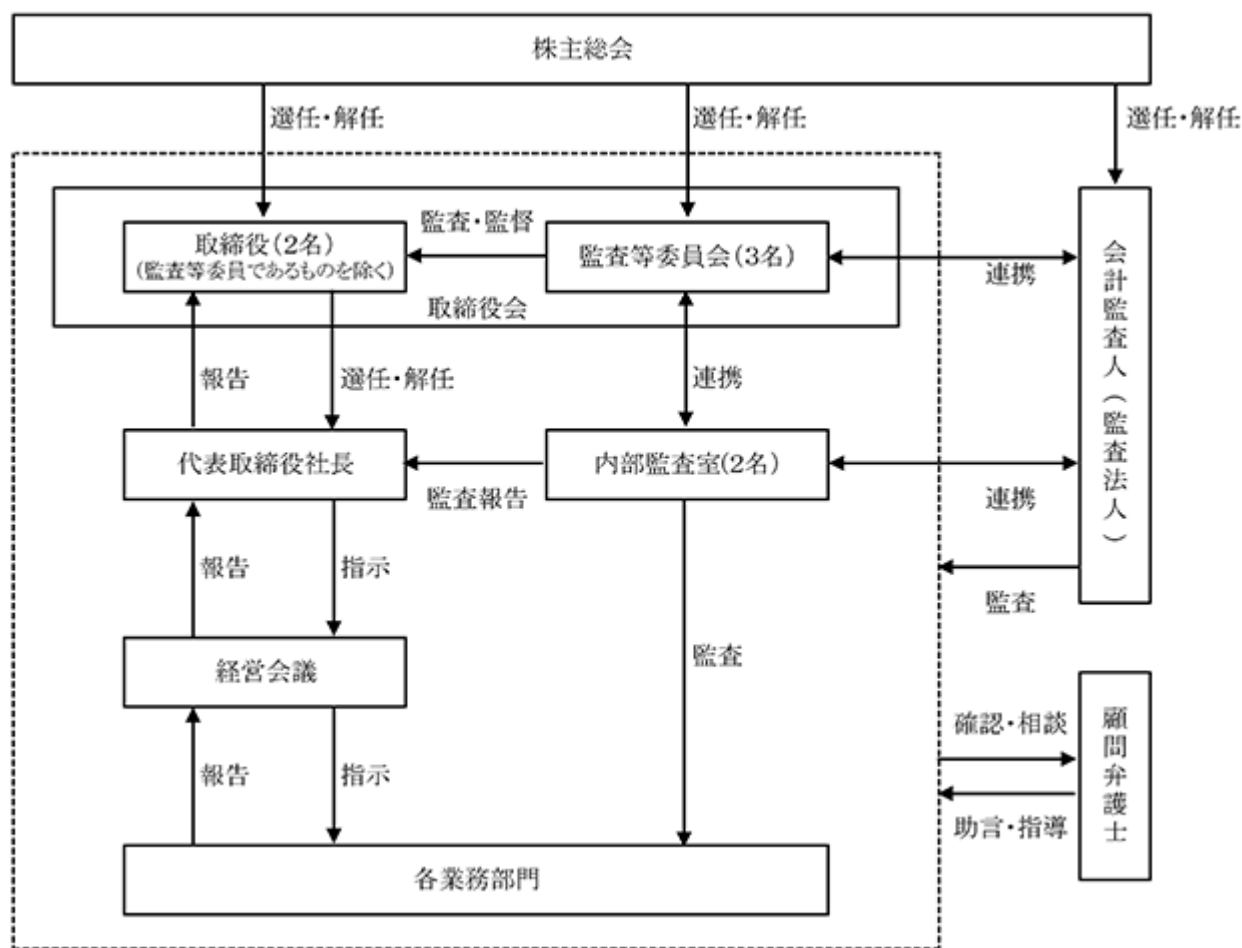 株主総会
選任・解任
選任・解任
選任・解任
取締役(2名)
(監査等委員であるものを除く)
監査・監督
監査等委員会(3名)
連携
取締役会
会計監査人(監査法人)
報告
選任・解任
連携
代表取締役社長
監査報告
内部監査室(2名)
連携
監査
報告
指示
経営会議
監査
報告
指示
確認・相談
助言・指導
顧問弁護士
各業務部門